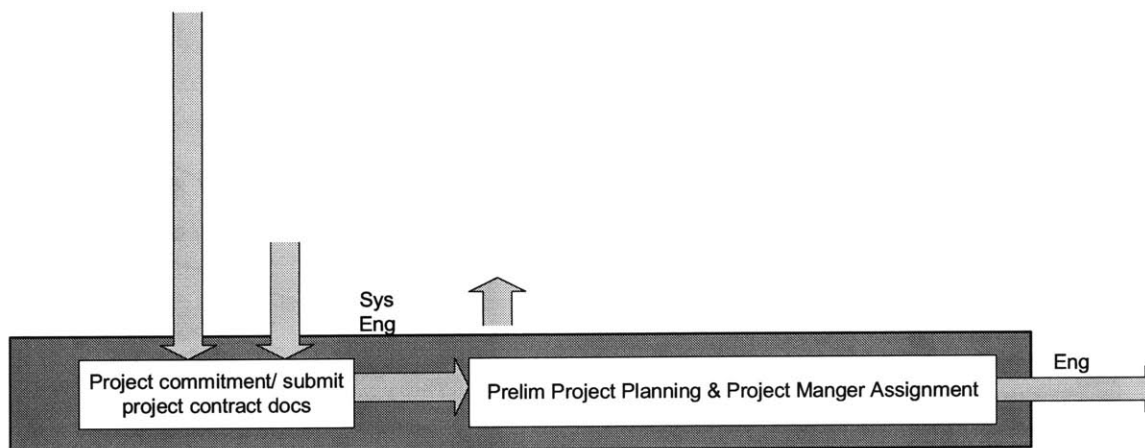 Sys
Eng
Project commitment/ submit
project contract docs
Prelim Project Planning & Project Manger Assignment
Eng